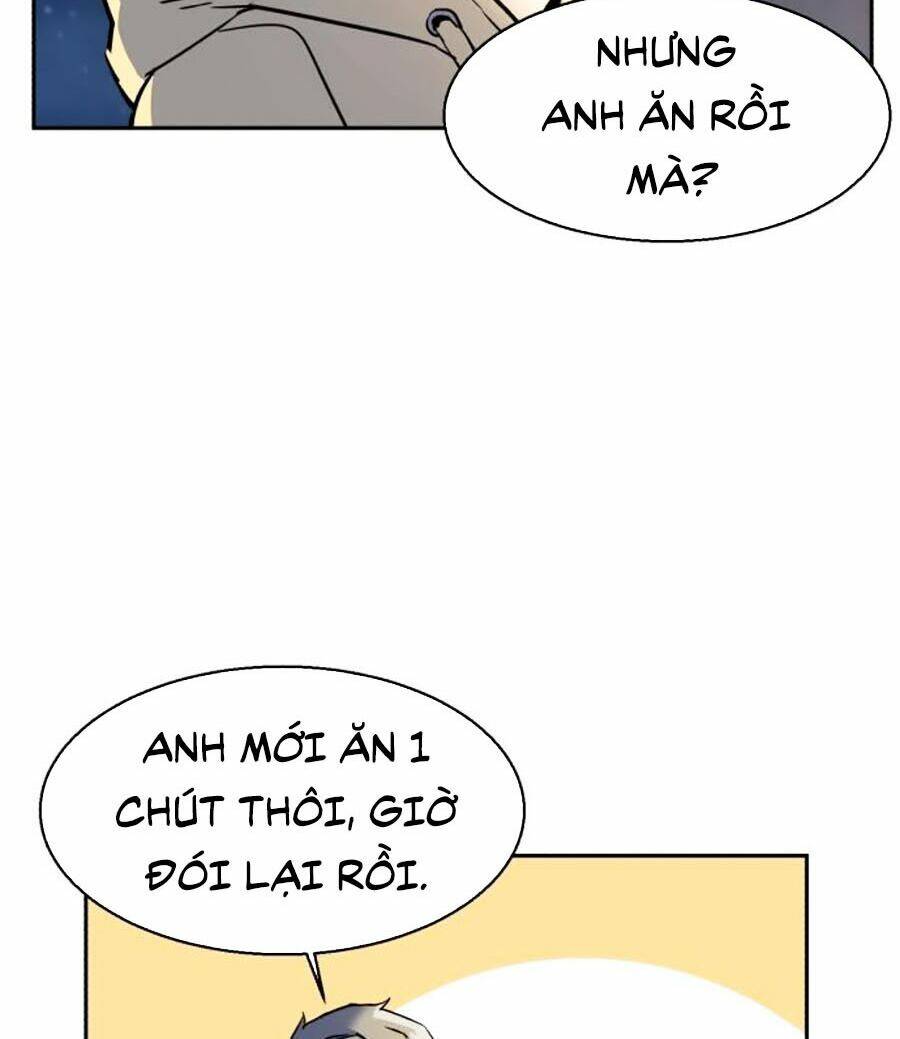 NHƯNG
ANH ĂN RỒI
MÀ?
ANH MỚI ĂN 1
CHÚT THÔI, GIỜ
ĐÓI LẠI RỒI.